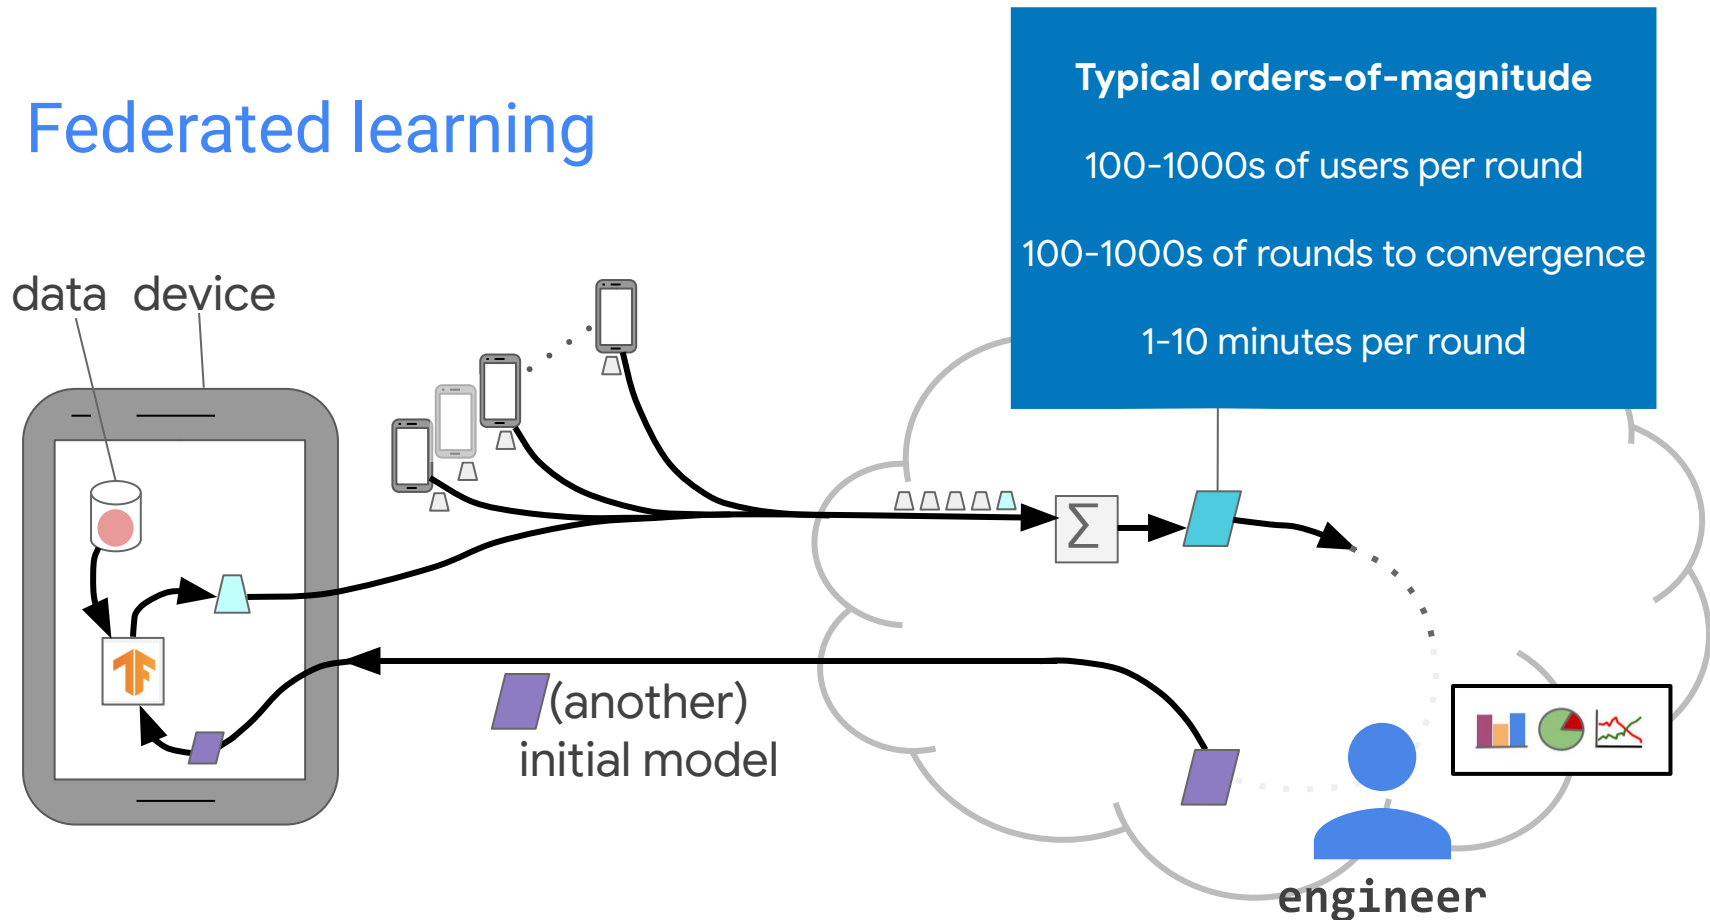 Federated learning
Typical orders-of-magnitude
100-1000s of users per round
100-1000s of rounds to convergence
1-10 minutes per round
data device
Σ
TF
(another)
initial model
engineer